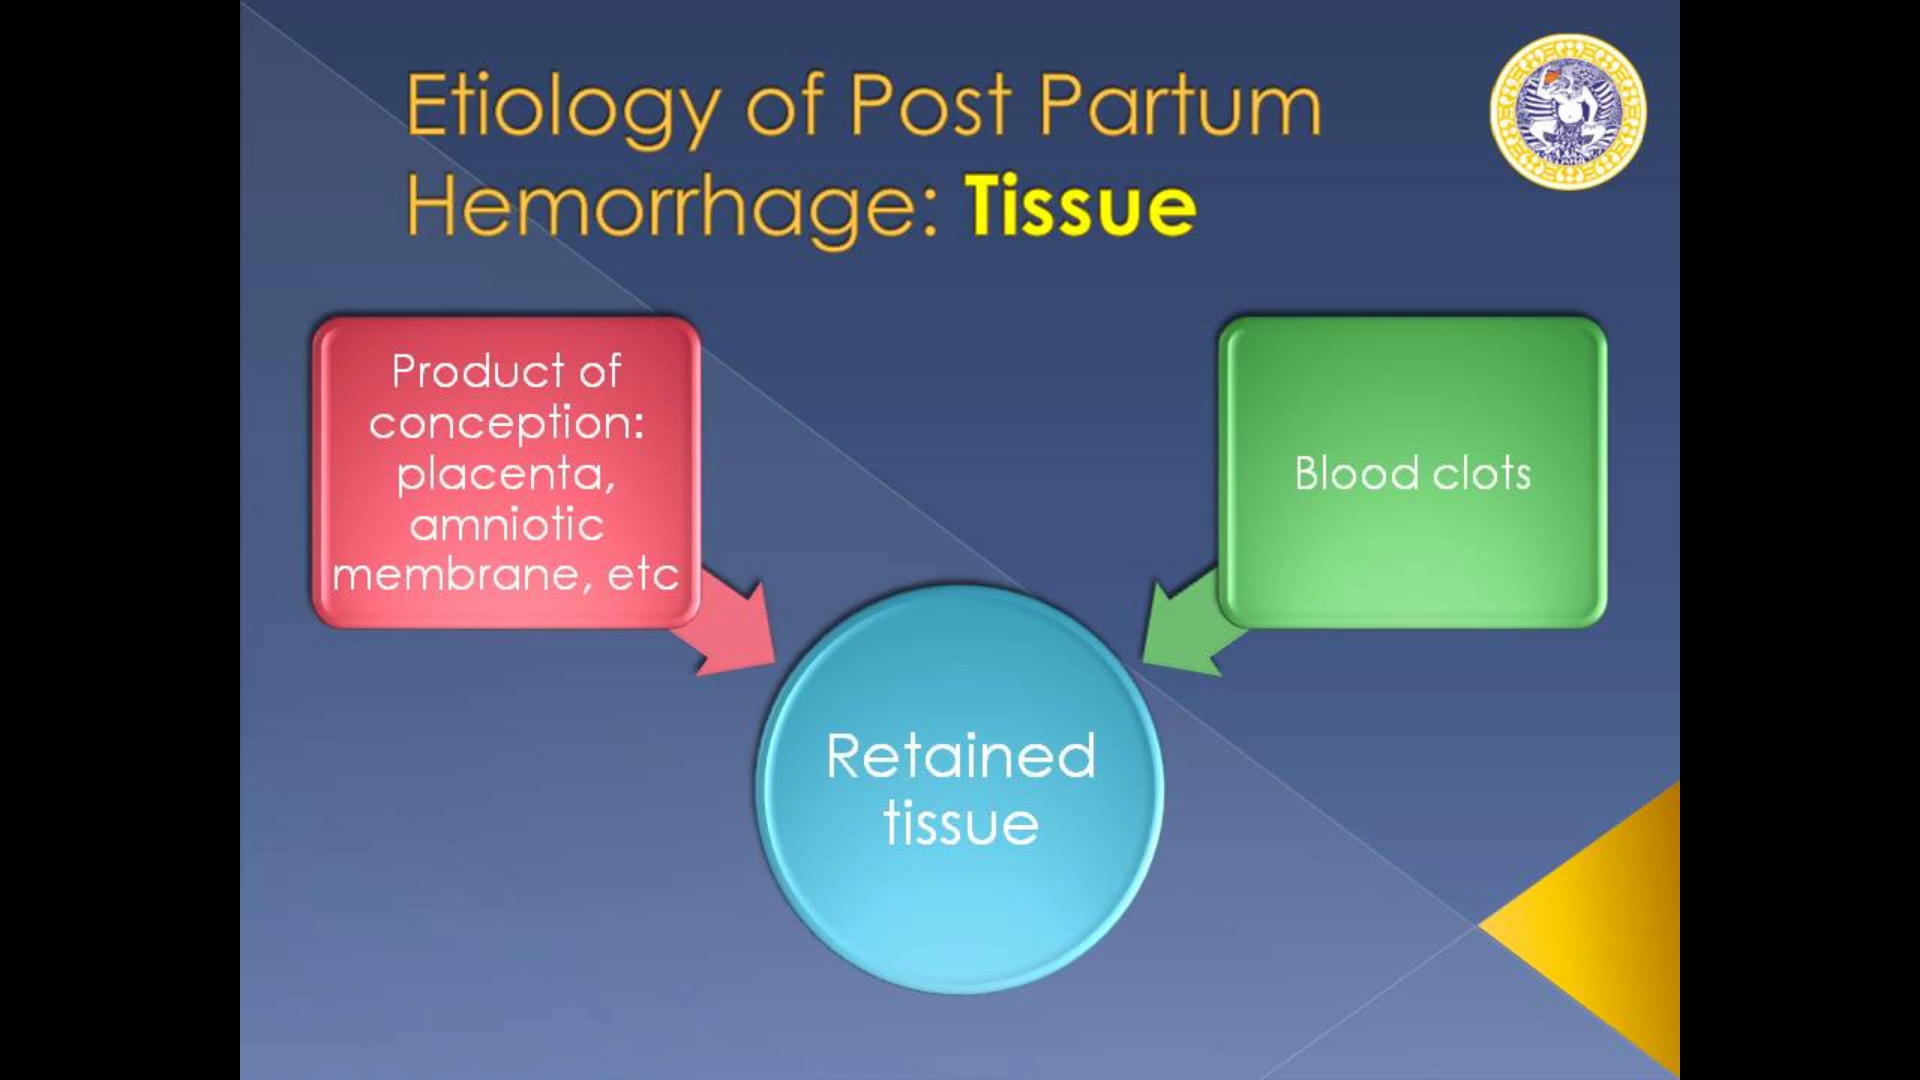 Etiology of Post Partum
Hemorrhage: Tissue
Product of
conception:
placenta,
amniotic
membrane, etc
Blood clots
Retained
tissue